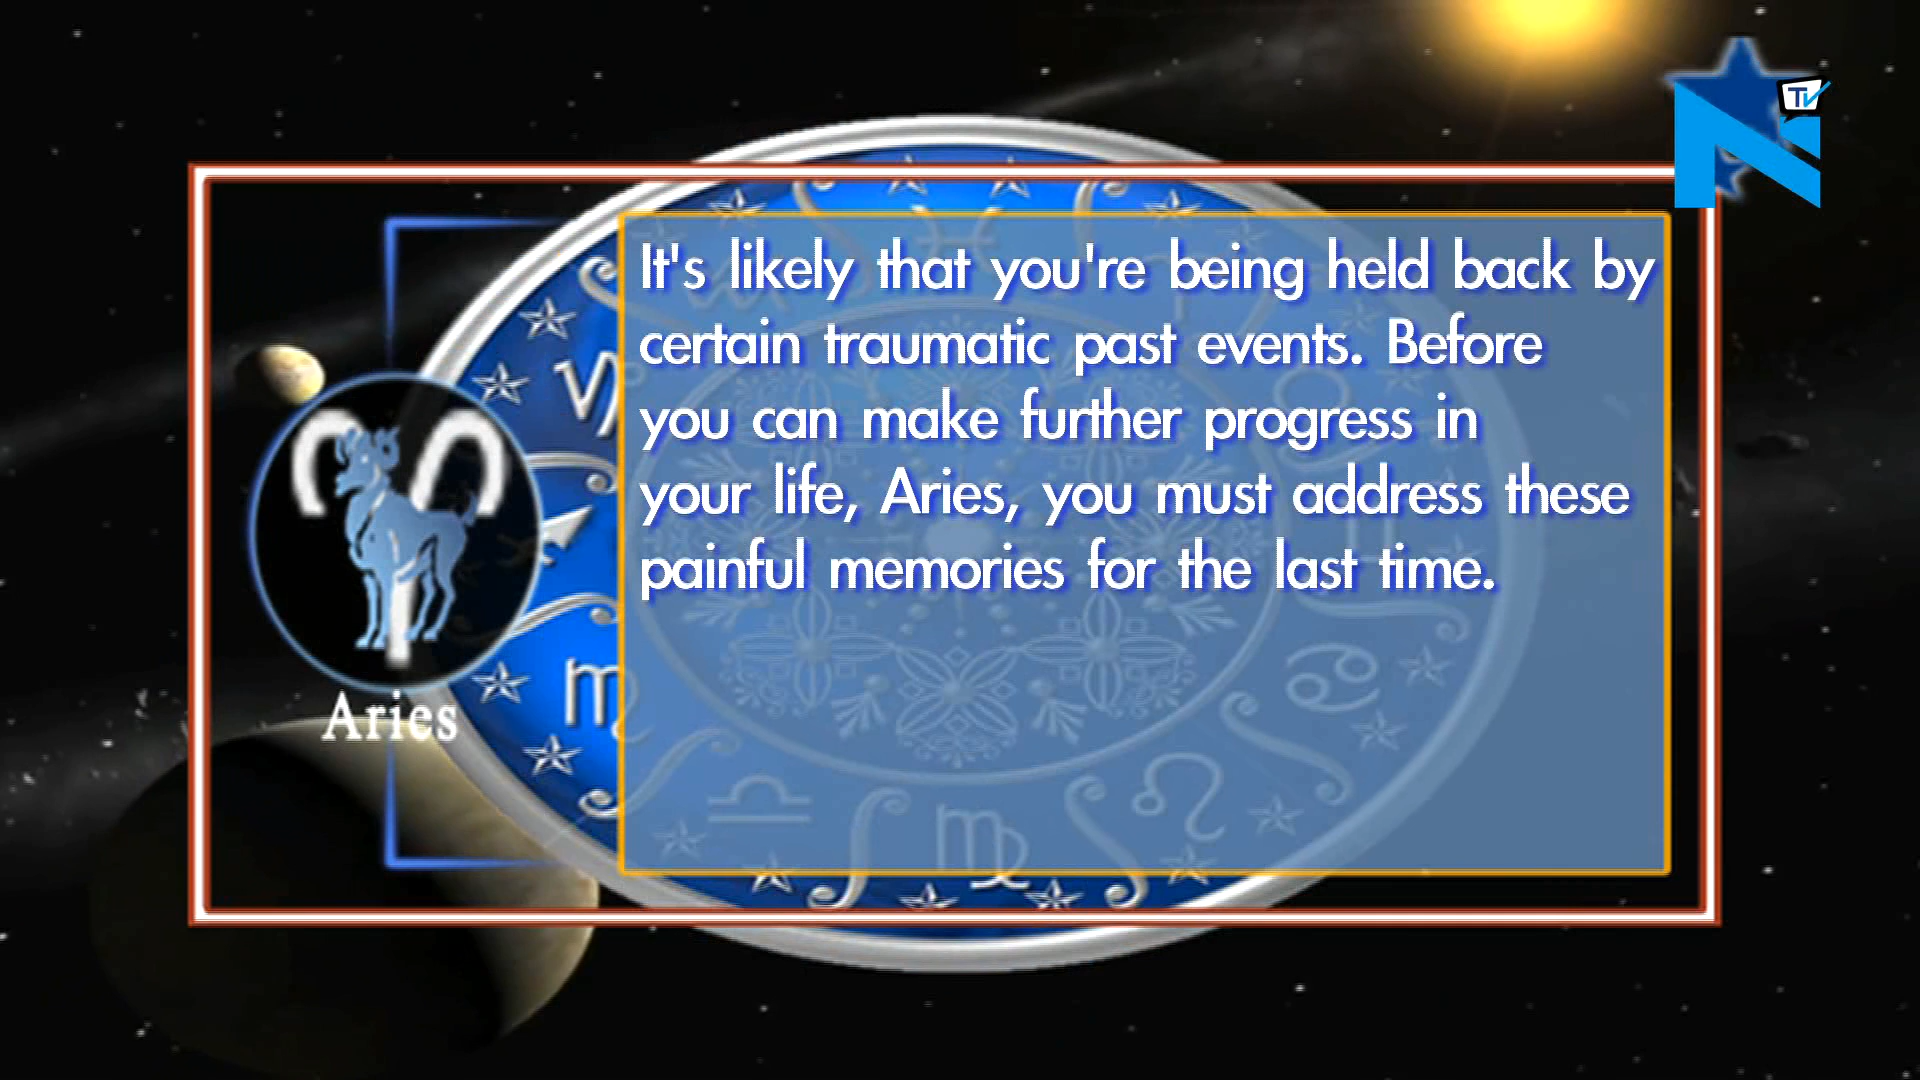 TV
It's likely that you're being held back by
certain traumatic past events. Before
you can make further progress in
your life, Aries, you must address these
painful memories for the last time.
Aries